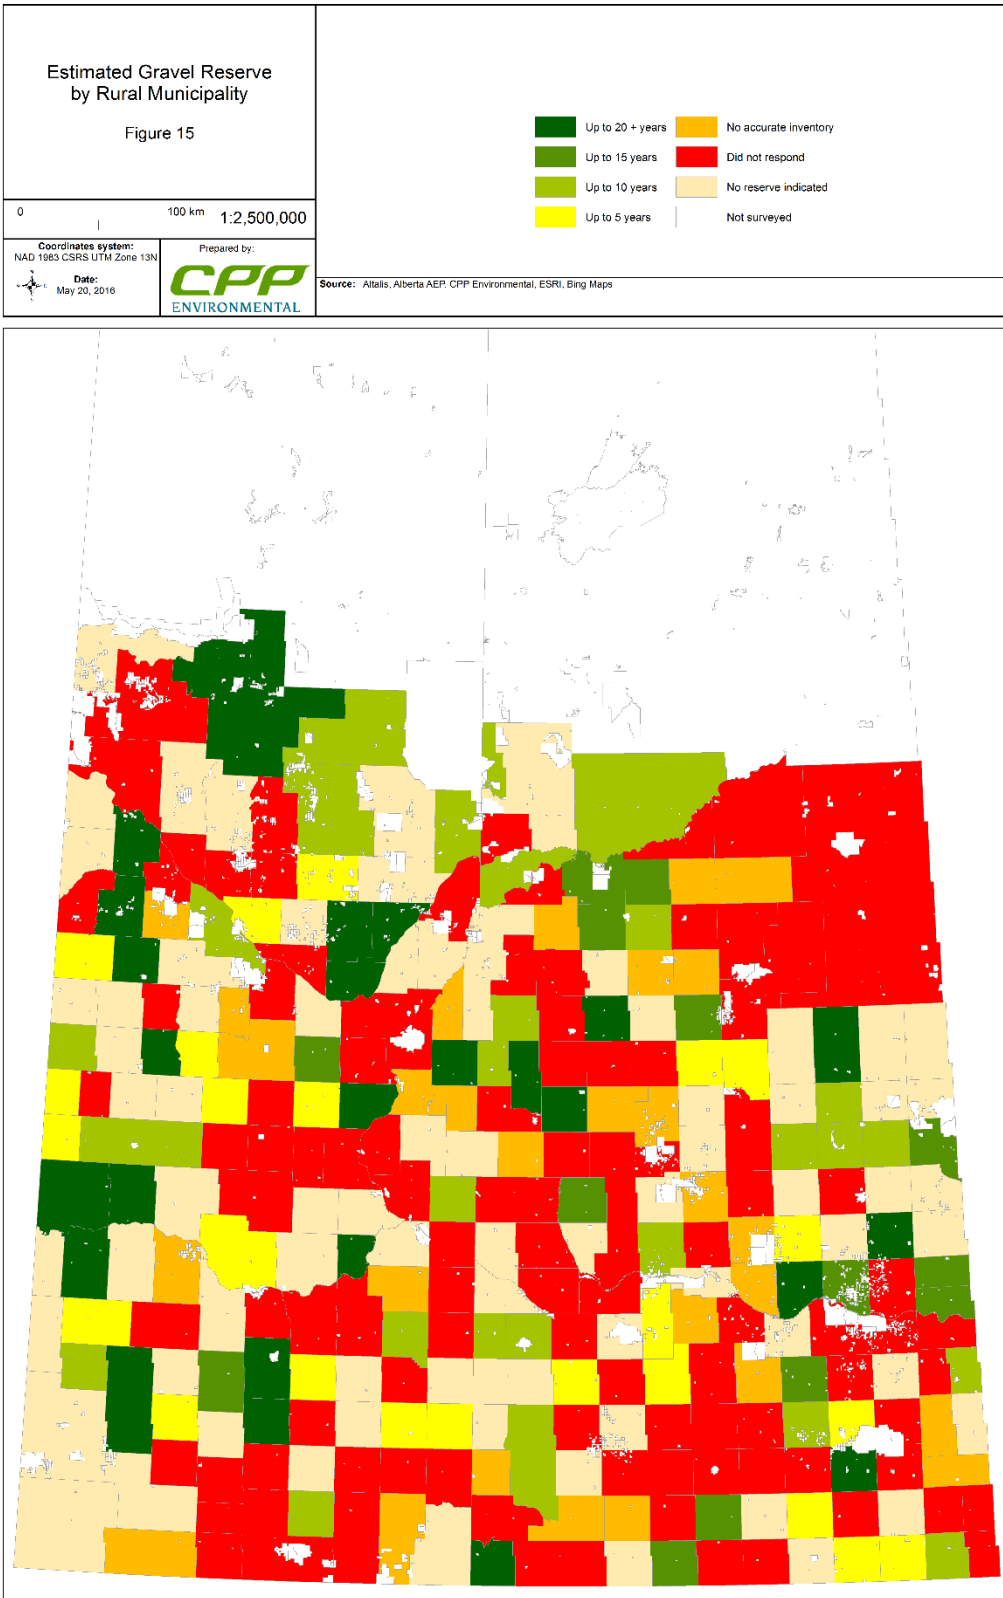 Estimated Gravel Reserve
by Rural Municipality
Figure 15
0 100 km 1:2,500,000
Coordinates system:
NAD 1983 CSRS UTM Zone 13N
Date:
May 20, 2016
Prepared by:
CPP
ENVIRONMENTAL
Up to 20 + years
Up to 15 years
Up to 10 years
Up to 5 years
No accurate inventory
Did not respond
No reserve indicated
Not surveyed
Source: Altalis, Alberta AEP, CPP Environmental, ESRI, Bing Maps